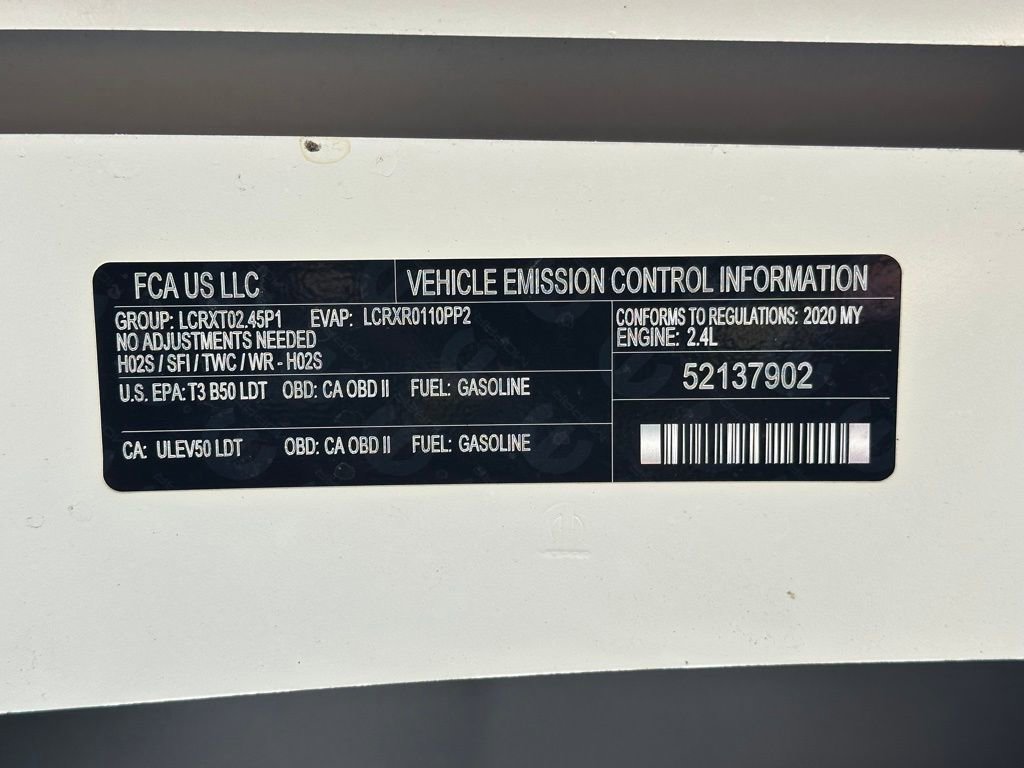 FCA US LLC
VEHICLE EMISSION CONTROL INFORMATION
GROUP: LCRXT02.45P1 EVAP: LCRXR0110PP2
NO ADJUSTMENTS NEEDED
H02S / SFI / TWC / WR - H02S
U.S. EPA: T3 B50 LDT OBD: CA OBD II FUEL: GASOLINE
CA: ULEV50 LDT OBD: CA OBD II FUEL: GASOLINE
CONFORMS TO REGULATIONS: 2020 MY
ENGINE: 2.4L
52137902